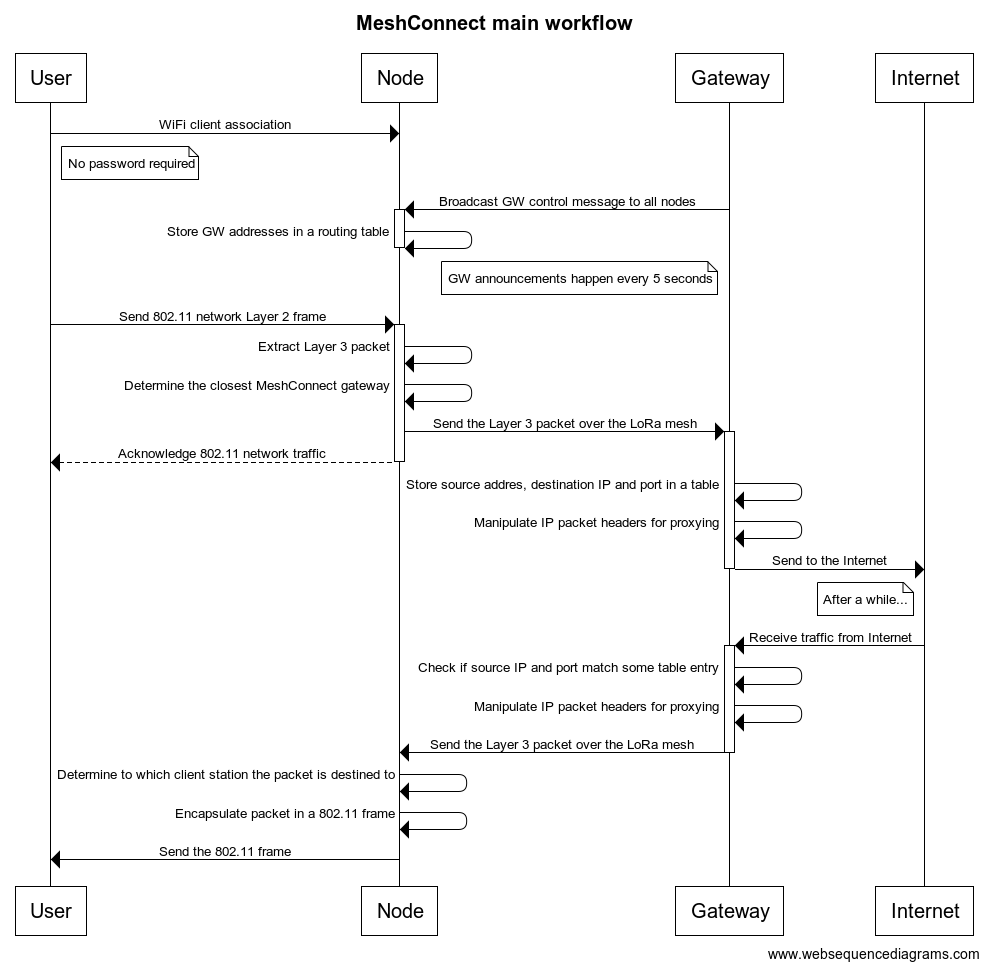 MeshConnect main workflow
User
Node
Gateway
Internet
WiFi client association
No password required
Broadcast GW control message to all nodes
Store GW addresses in a routing table
GW announcements happen every 5 seconds
Send 802.11 network Layer 2 frame
Extract Layer 3 packet
Determine the closest MeshConnect gateway
Send the Layer 3 packet over the LoRa mesh
Acknowledge 802.11 network traffic
Store source addres, destination IP and port in a table
Manipulate IP packet headers for proxying
Send to the Internet
After a while...
Receive traffic from Internet
Check if source IP and port match some table entry
Manipulate IP packet headers for proxying
Send the Layer 3 packet over the LoRa mesh
Determine to which client station the packet is destined to
Encapsulate packet in a 802.11 frame
Send the 802.11 frame
User
Node
Gateway
Internet
www.websequencediagrams.com